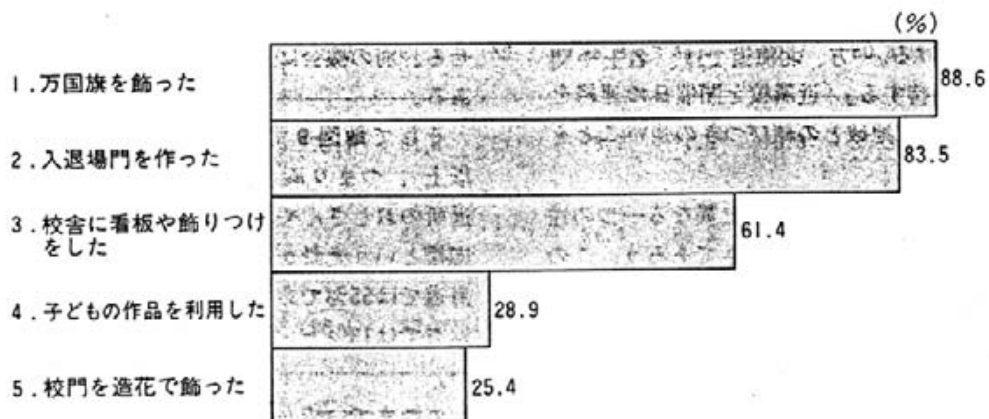 (%)
1.万国旗を飾った
88.6
2.入退場門を作った
83.5
3.校舎に看板や飾りつけ
をした
61.4
4.子どもの作品を利用した
28.9
5.校門を造花で飾った
25.4